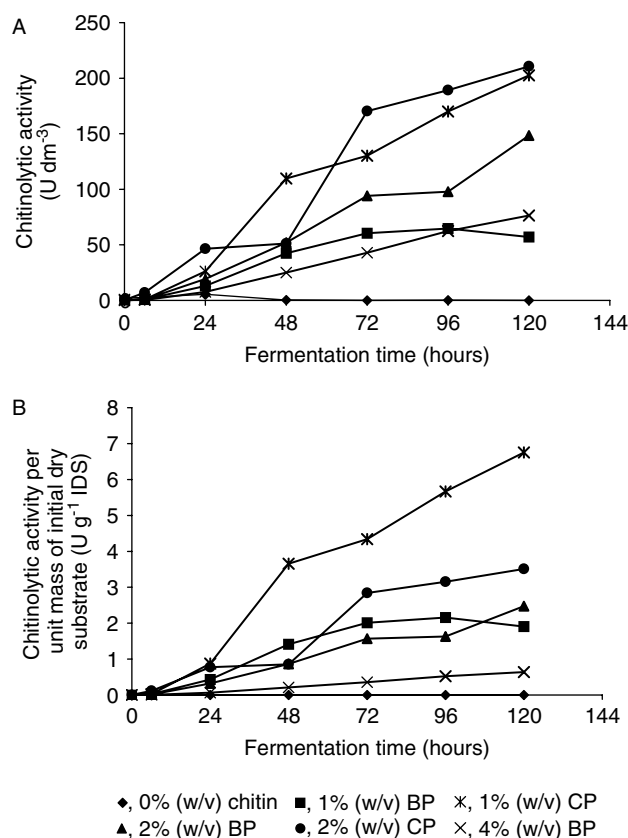 A
Chitinolytic activity
(U dm⁻³)
250
200
150
100
50
0
0 24 48 72 96 120 144
Fermentation time (hours)
B
Chitinolytic activity per
unit mass of initial dry
substrate (U g⁻¹ IDS)
8
7
6
5
4
3
2
1
0
0 24 48 72 96 120 144
Fermentation time (hours)
, 0% (w/v) chitin , 1% (w/v) BP , 1% (w/v) CP
, 2% (w/v) BP , 2% (w/v) CP , 4% (w/v) BP